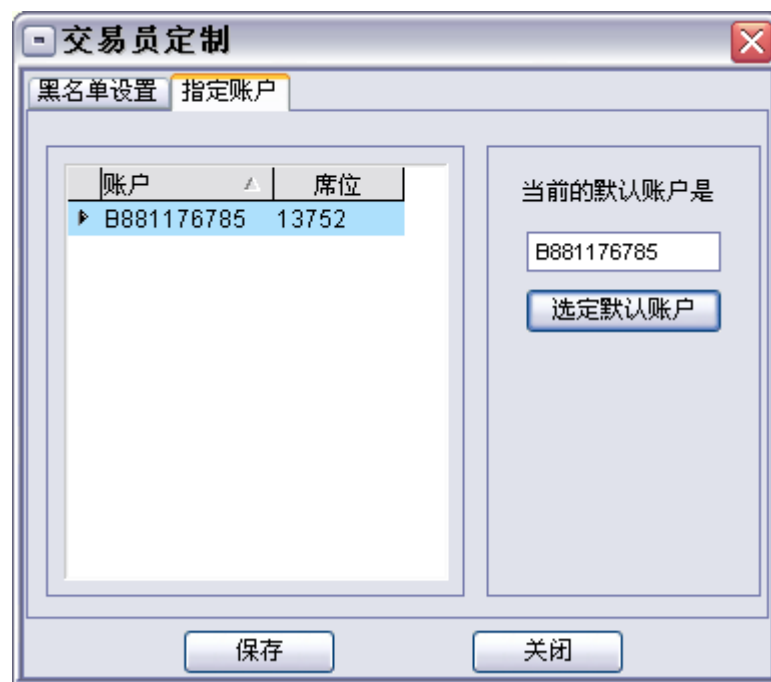 交易员定制
黑名单设置 指定账户
账户 席位
B881176785 13752
当前的默认账户是
B881176785
选定默认账户
保存 关闭